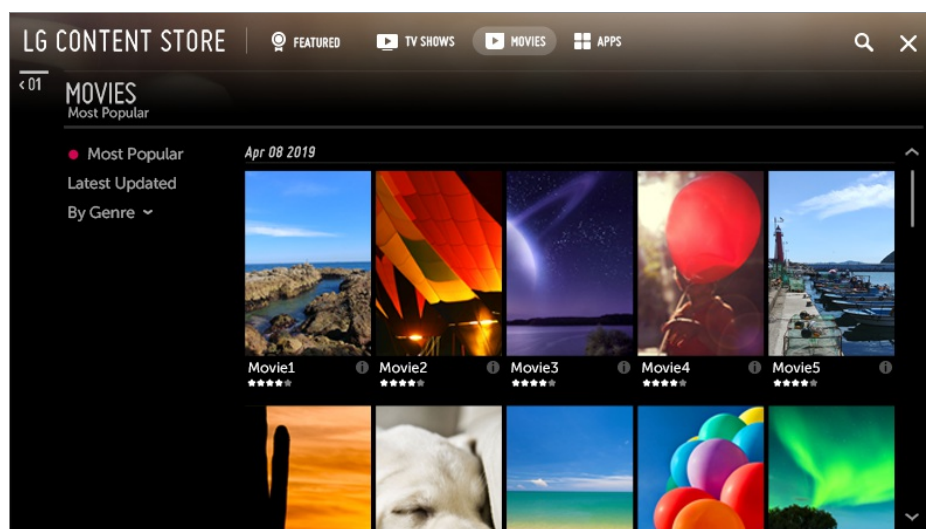 LG CONTENT STORE FEATURED TV SHOWS MOVIES APPS
01
MOVIES
Most Popular
Most Popular
Latest Updated
By Genre
Apr 08 2019
Movie1 Movie2 Movie3 Movie4 Movie5